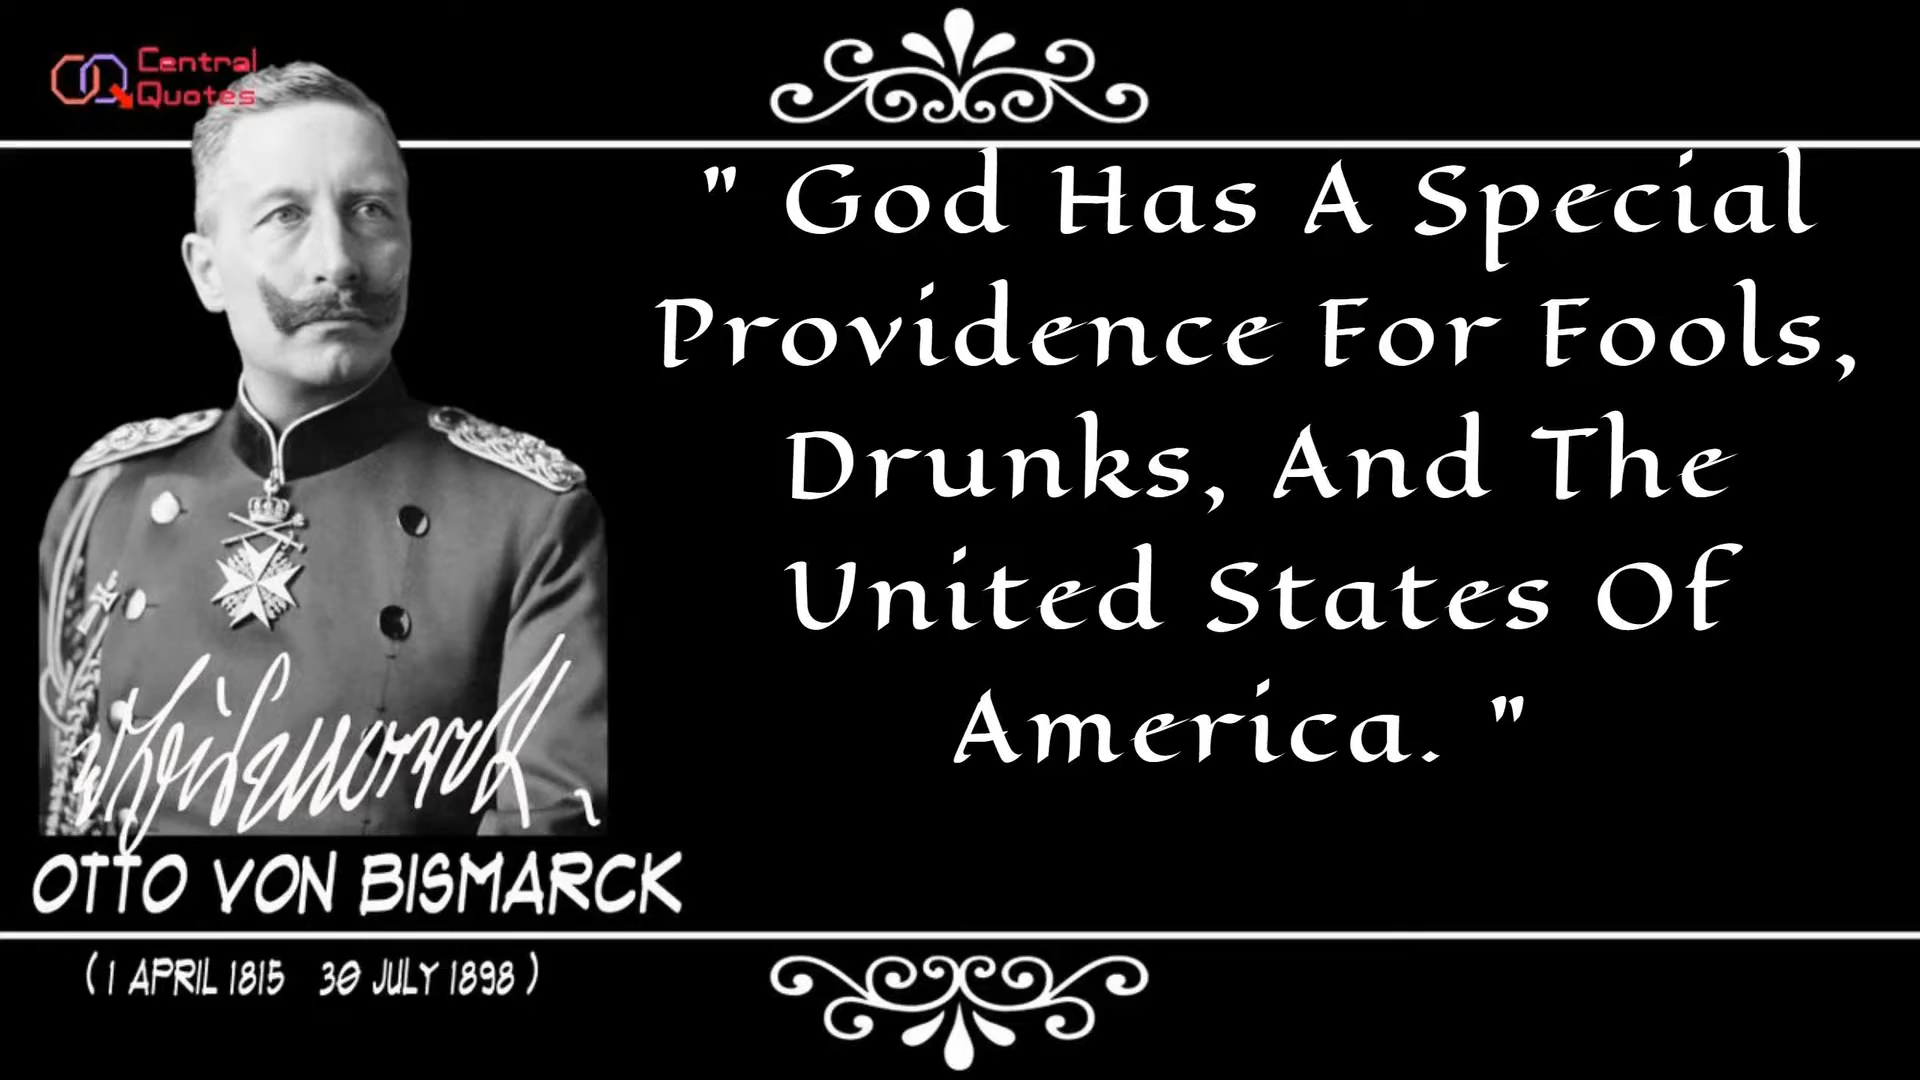 Central
Quotes
" God Has A Special
Providence For Fools,
Drunks, And The
United States Of
America. "
OTTO VON BISMARCK
( 1 APRIL 1815 30 JULY 1898 )